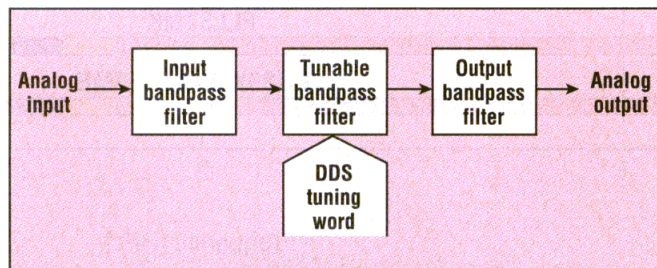 Analog
input
Input
bandpass
filter
Tunable
bandpass
filter
Output
bandpass
filter
Analog
output
DDS
tuning
word